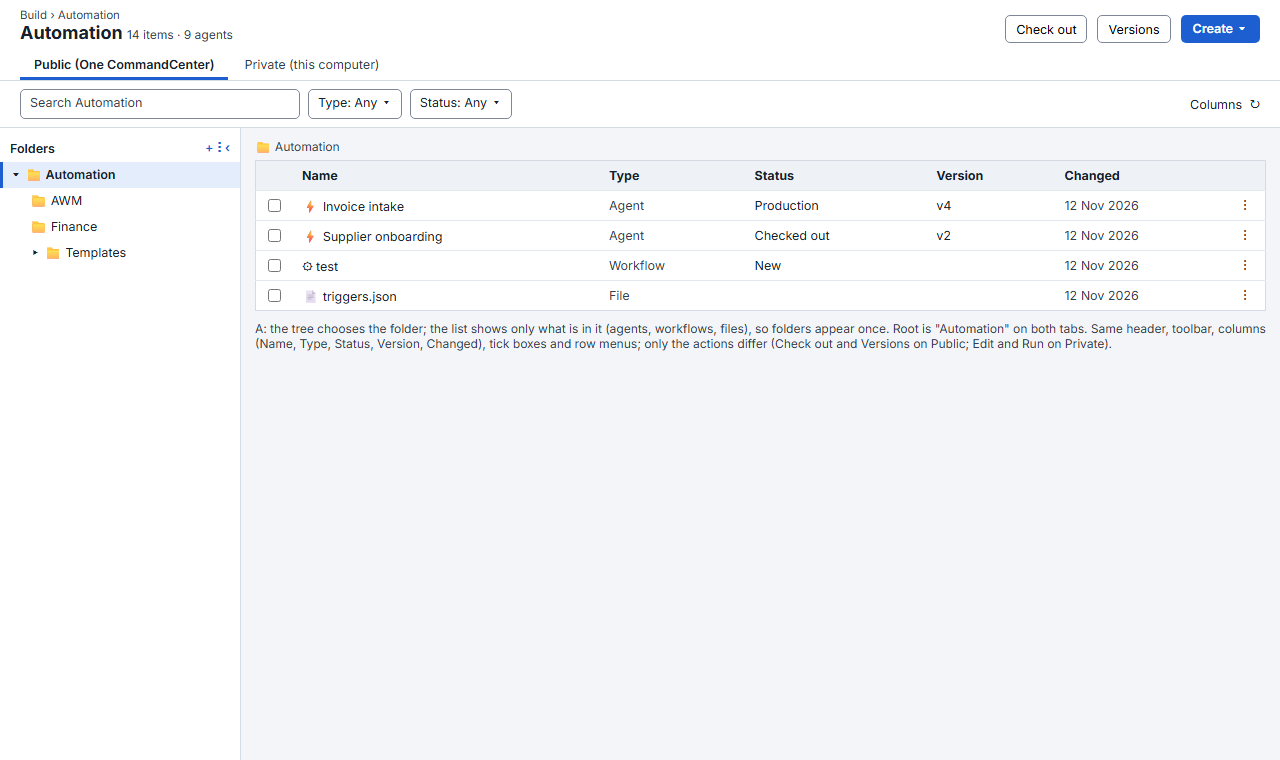 Build › Automation
Automation 14 items · 9 agents
Check out
Versions
Create
Public (One CommandCenter)
Private (this computer)
Search Automation
Type: Any
Status: Any
Columns ↻
Folders
+ ⋮ ‹
Automation
AWM
Finance
Templates
Automation
Name Type Status Version Changed
Invoice intake Agent Production v4 12 Nov 2026 ⋮
Supplier onboarding Agent Checked out v2 12 Nov 2026 ⋮
test Workflow New 12 Nov 2026 ⋮
triggers.json File 12 Nov 2026 ⋮
A: the tree chooses the folder; the list shows only what is in it (agents, workflows, files), so folders appear once. Root is "Automation" on both tabs. Same header, toolbar, columns
(Name, Type, Status, Version, Changed), tick boxes and row menus; only the actions differ (Check out and Versions on Public; Edit and Run on Private).